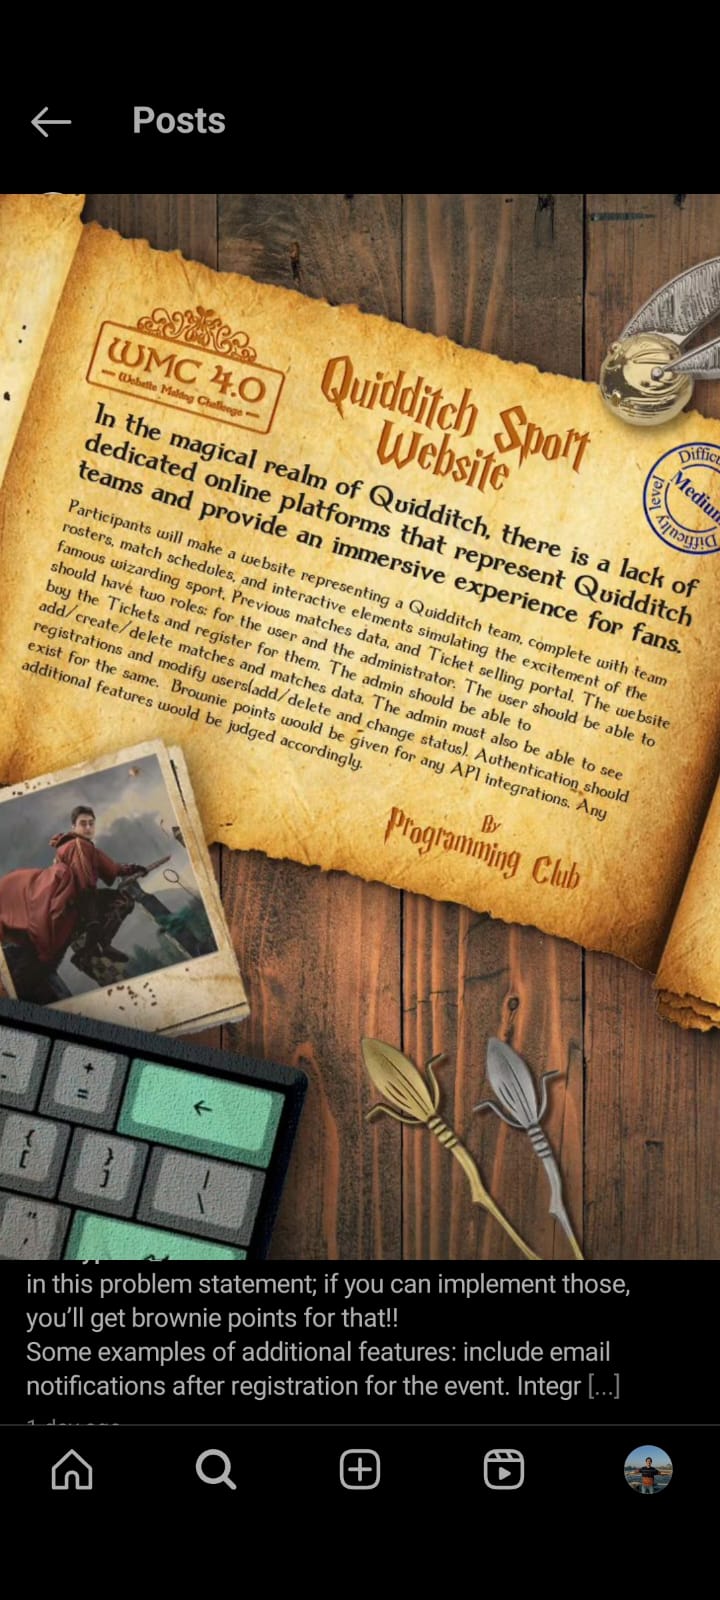 Posts
WMC 4.0
Website Making Challenge
Quidditch Sport
Website
Medium
Difficulty
level
In the magical realm of Quidditch, there is a lack of
dedicated online platforms that represent Quidditch
teams and provide an immersive experience for fans.
Participants will make a website representing a Quidditch team, complete with team
rosters, match schedules, and interactive elements simulating the excitement of the
famous wizarding sport, Previous matches data, and Ticket selling portal. The website
should have two roles: for the user and the administrator. The user should be able to
buy the Tickets and register for them. The admin should be able to
add/create/delete matches and matches data. The admin must also be able to see
registrations and modify users(add/delete and change status). Authentication should
exist for the same. Brownie points would be given for any API integrations. Any
additional features would be judged accordingly.
By
Programming Club
+
=
{
[
}
]
|
\
in this problem statement; if you can implement those,
you'll get brownie points for that!!
Some examples of additional features: include email
notifications after registration for the event. Integr [...]